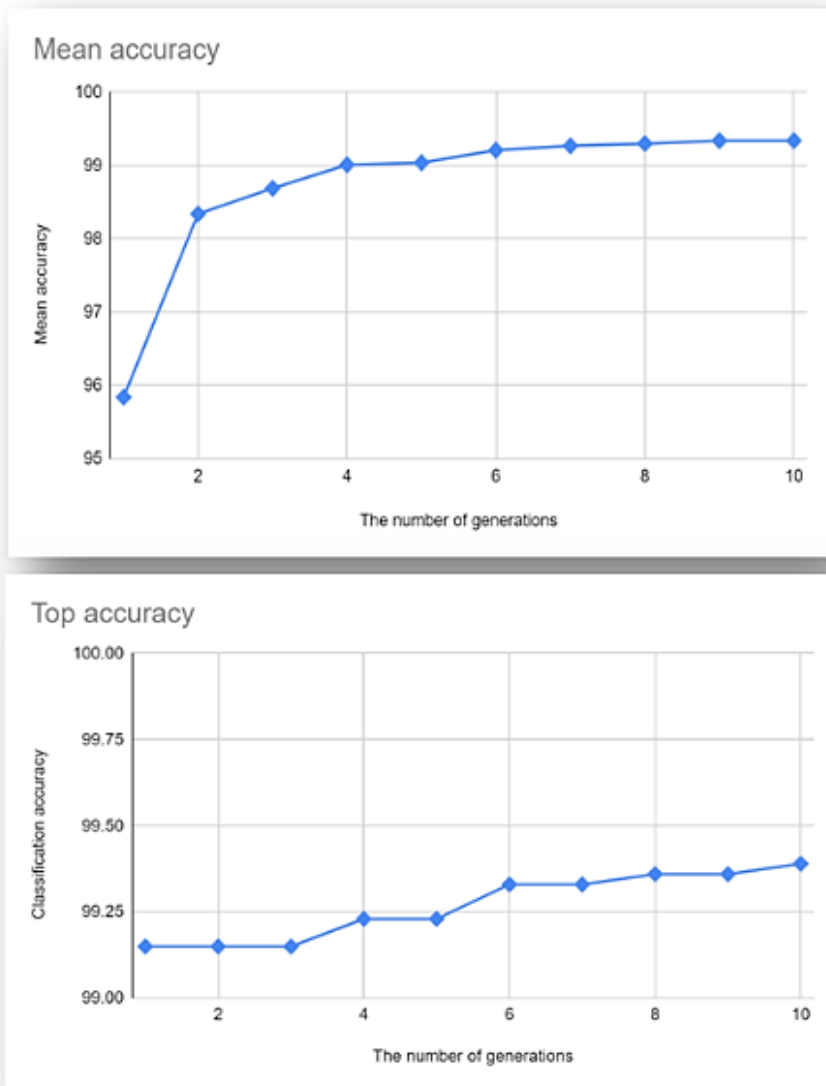 Mean accuracy
100
99
98
97
96
95
Mean accuracy
2 4 6 8 10
The number of generations
Top accuracy
100.00
99.75
99.50
99.25
99.00
Classification accuracy
2 4 6 8 10
The number of generations